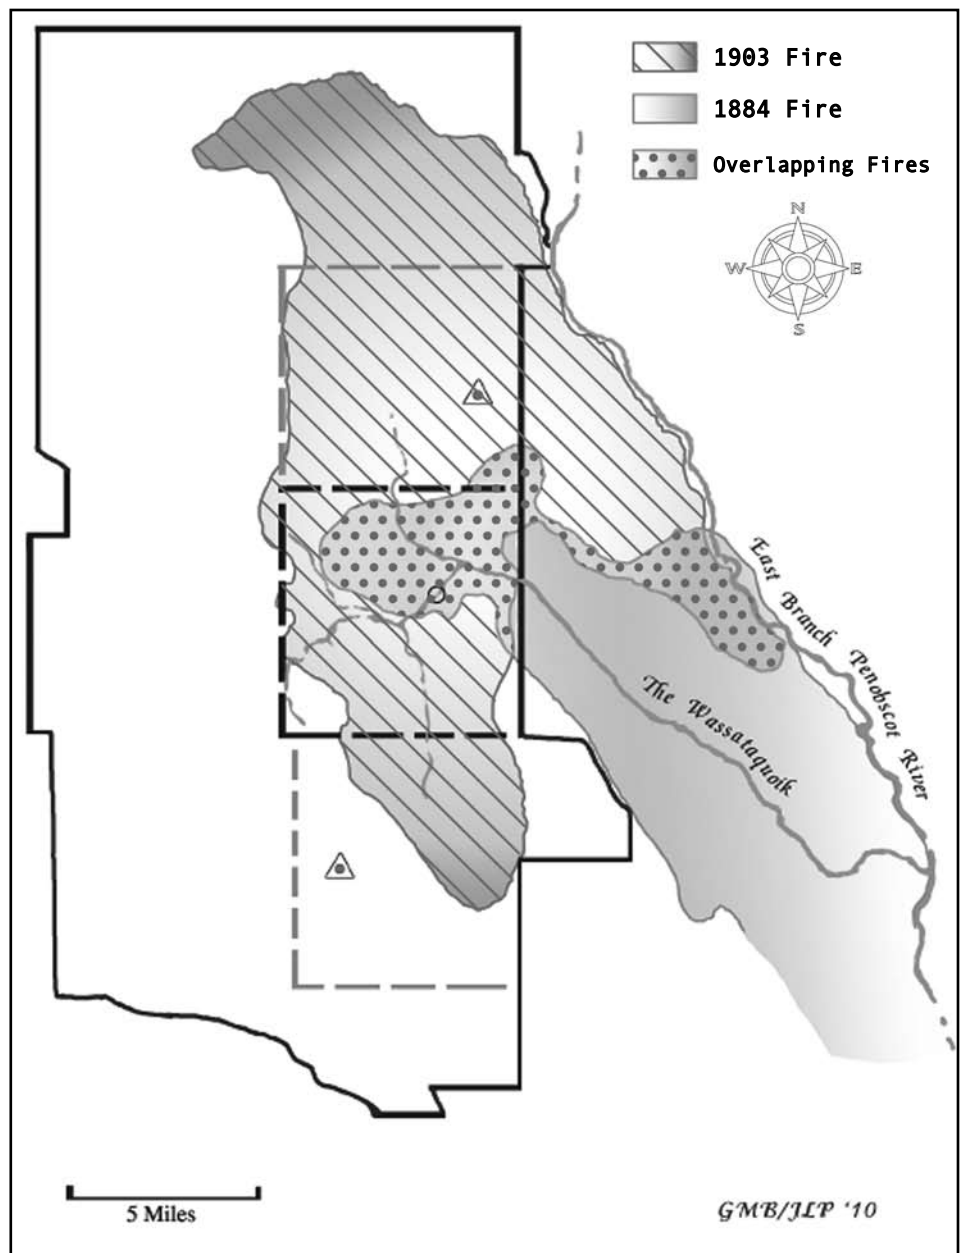 1903 Fire
1884 Fire
Overlapping Fires
N
W E
S
East Branch Penobscot River
The Wassataquoik
5 Miles
GMB/JLP '10